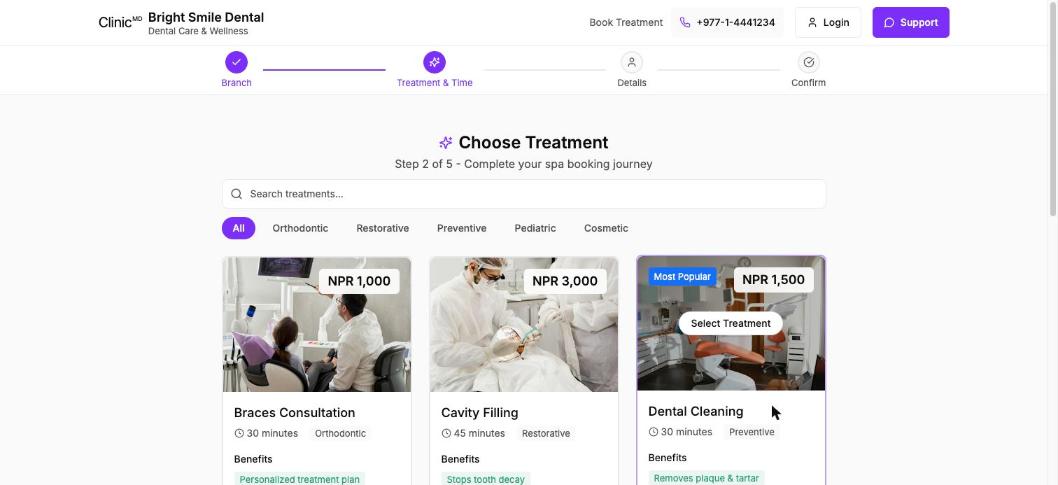 Clinic MD Bright Smile Dental
Dental Care & Wellness
Book Treatment +977-1-4441234 Login Support
Branch Treatment & Time Details Confirm
Choose Treatment
Step 2 of 5 - Complete your spa booking journey
Search treatments...
All Orthodontic Restorative Preventive Pediatric Cosmetic
NPR 1,000 NPR 3,000 Most Popular NPR 1,500
Select Treatment
Braces Consultation Cavity Filling Dental Cleaning
30 minutes Orthodontic 45 minutes Restorative 30 minutes Preventive
Benefits Benefits Benefits
Personalized treatment plan Stops tooth decay Removes plaque & tartar